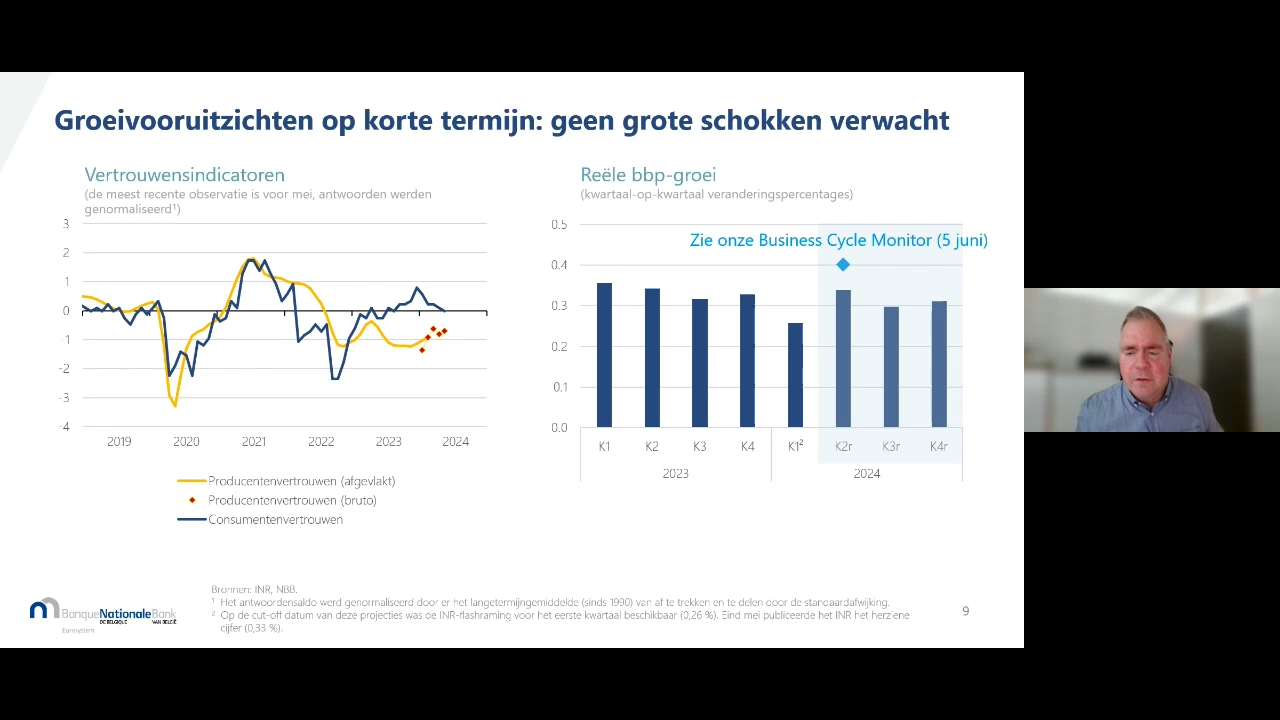 Groeivooruitzichten op korte termijn: geen grote schokken verwacht
Vertrouwensindicatoren
(de meest recente observatie is voor mei, antwoorden werden
genormaliseerd¹)
3
2
1
0
-1
-2
-3
-4
2019 2020 2021 2022 2023 2024
Producentenvertrouwen (afgevlakt)
Producentenvertrouwen (bruto)
Consumentenvertrouwen
Reële bbp-groei
(kwartaal-op-kwartaal veranderingspercentages)
Zie onze Business Cycle Monitor (5 juni)
0.5
0.4
0.3
0.2
0.1
0.0
K1 K2 K3 K4 K1² K2r K3r K4r
2023 2024
Bronnen: INR, NBB.
¹ Het antwoordensaldo werd genormaliseerd door er het langetermijngemiddelde (sinds 1990) van af te trekken en te delen door de standaardafwijking.
² Op de cut-off datum van deze projecties was de INR-flashraming voor het eerste kwartaal beschikbaar (0,26 %). Eind mei publiceerde het INR het herziene
cijfer (0,33 %).
BanqueNationaleBank
DE BELGIQUE VAN BELGIË
Eurosystem
9